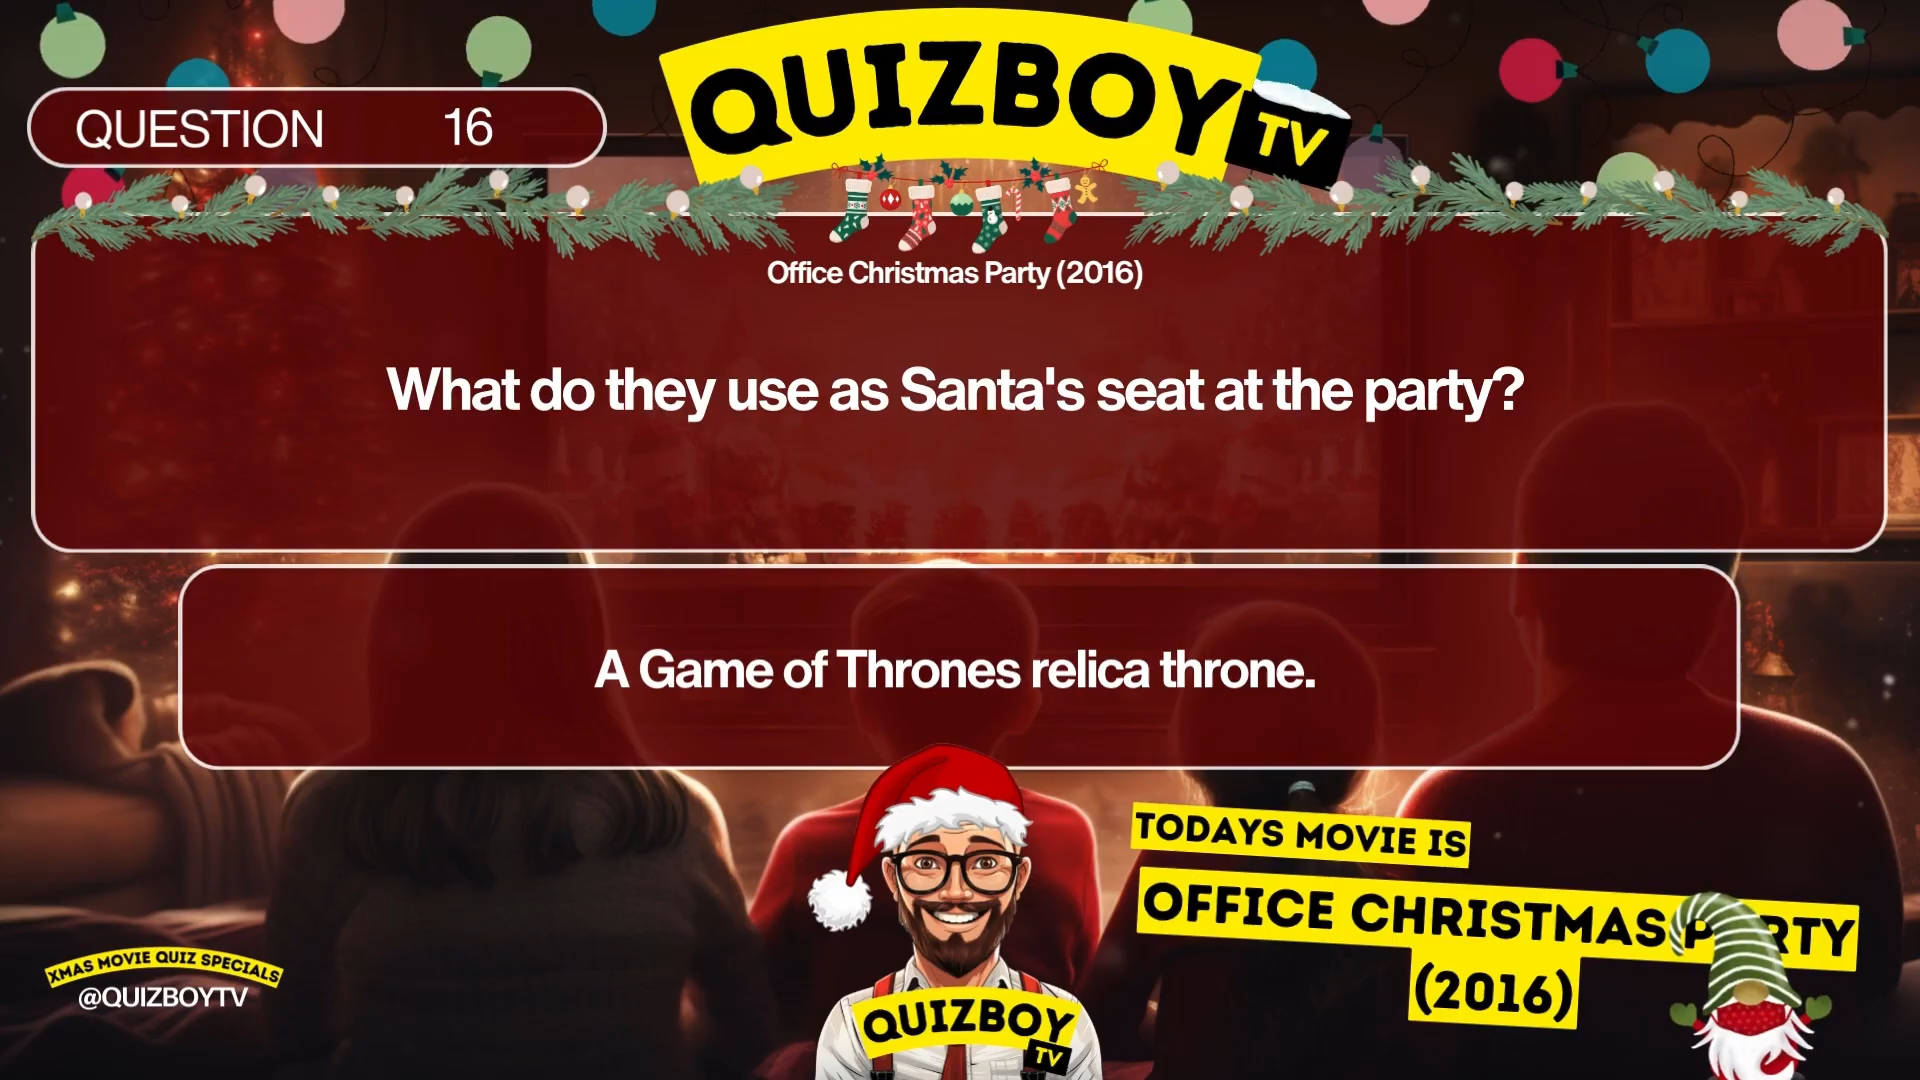 QUIZBOY
TV
QUESTION 16
Office Christmas Party (2016)
What do they use as Santa's seat at the party?
A Game of Thrones relica throne.
TODAYS MOVIE IS
OFFICE CHRISTMAS PARTY
(2016)
XMAS MOVIE QUIZ SPECIALS
@QUIZBOYTV
QUIZBOY
TV